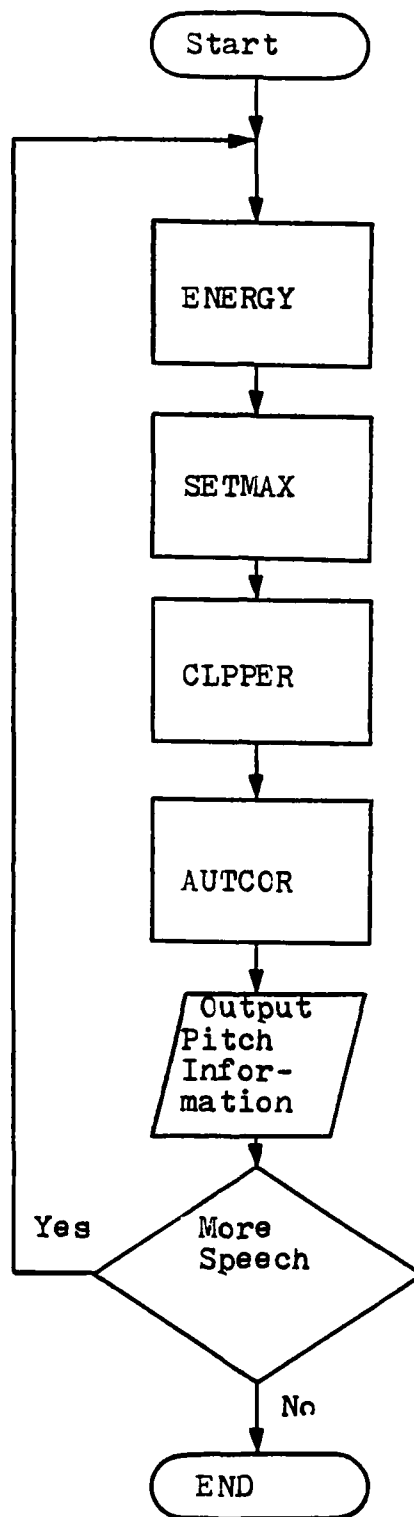 Start
ENERGY
SETMAX
CLPPER
AUTCOR
Output
Pitch
Infor-
mation
Yes
More
Speech
No
END